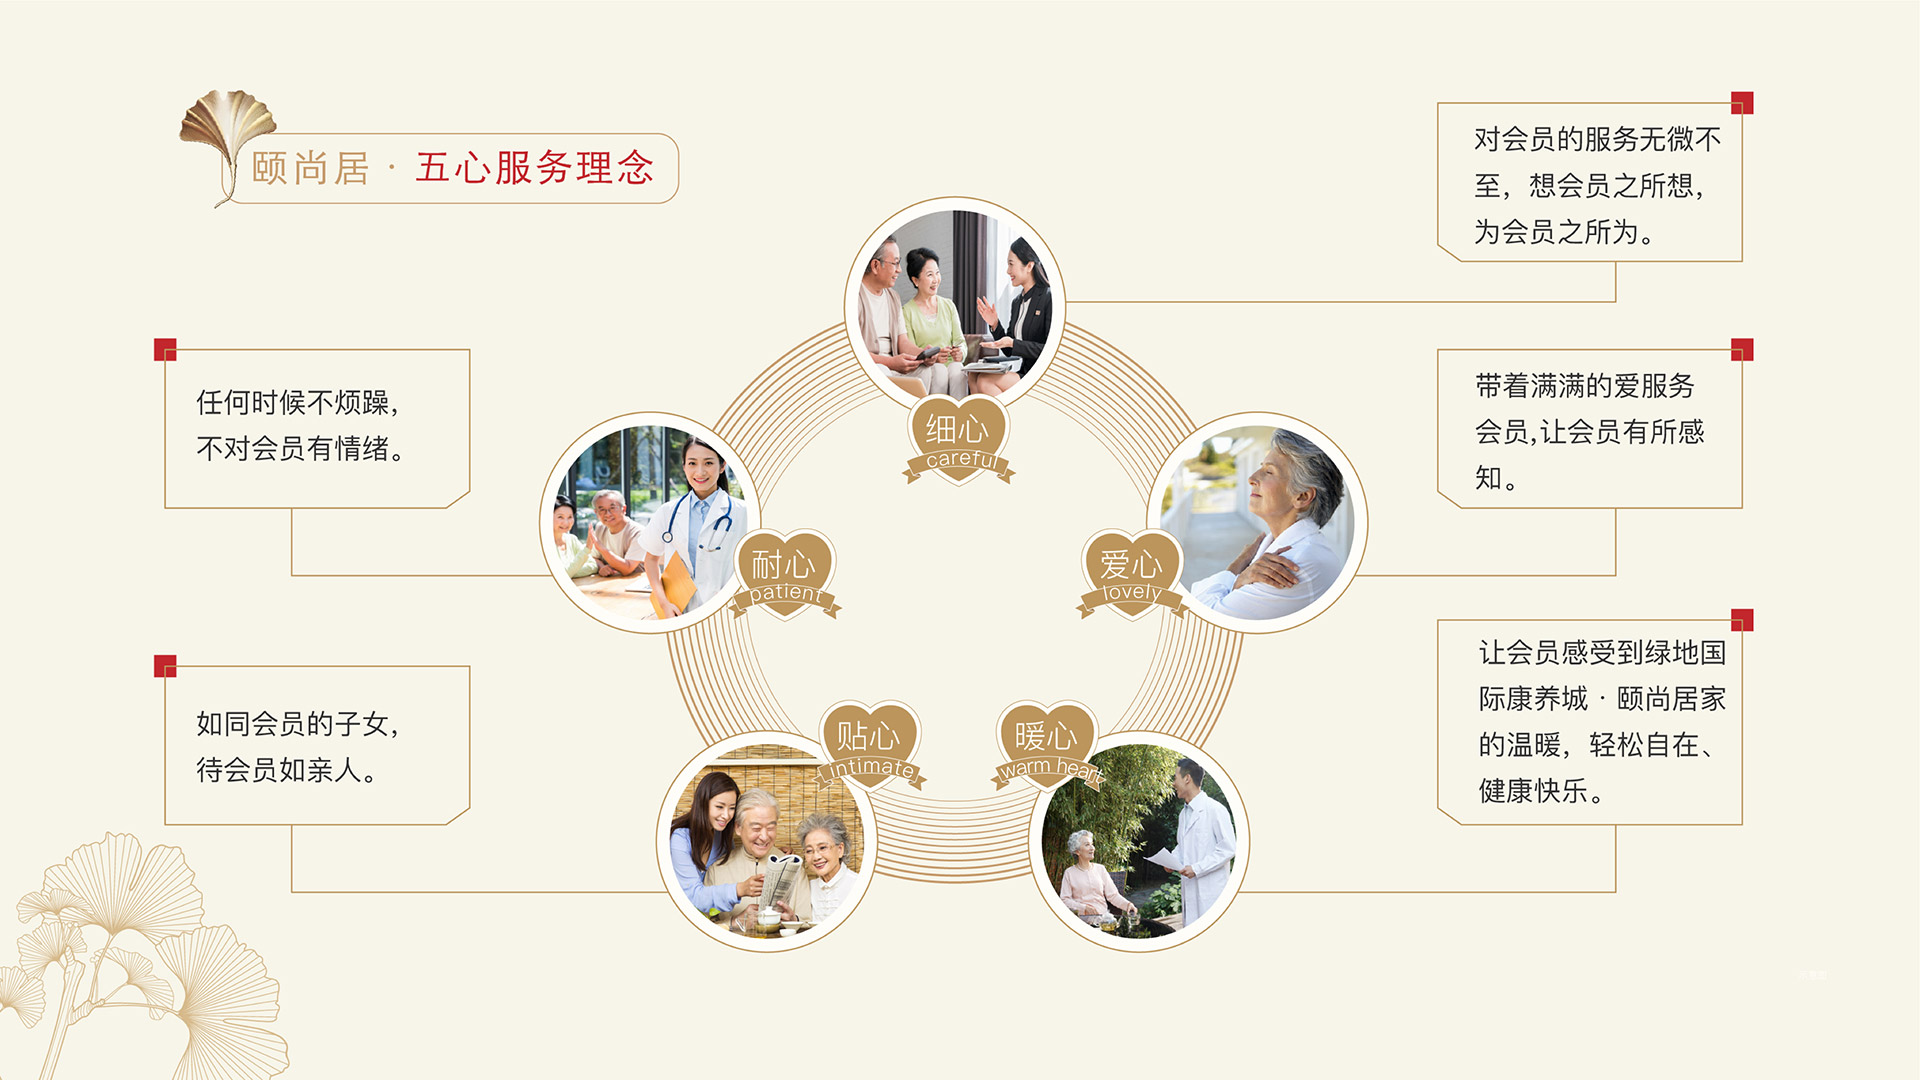 颐尚居·五心服务理念
对会员的服务无微不
至，想会员之所想，
为会员之所为。
细心
careful
任何时候不烦躁，
不对会员有情绪。
耐心
patient
带着满满的爱服务
会员,让会员有所感
知。
爱心
lovely
如同会员的子女，
待会员如亲人。
贴心
intimate
让会员感受到绿地国
际康养城·颐尚居家
的温暖，轻松自在、
健康快乐。
暖心
warm heart